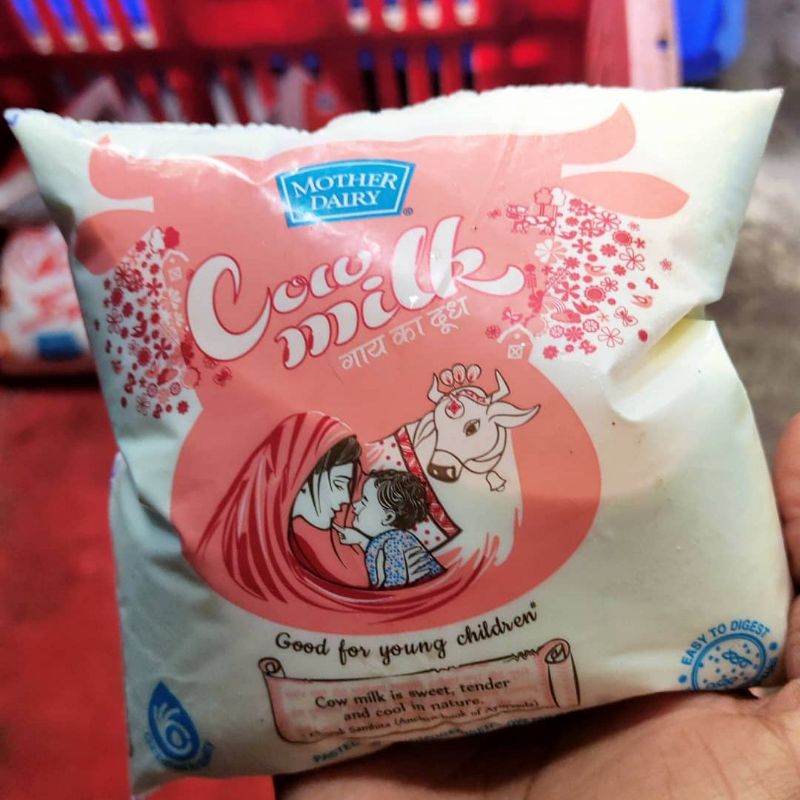 MOTHER
DAIRY
®
Cow
milk
गाय का दूध
Good for young children*
Cow milk is sweet, tender
and cool in nature.
EASY TO DIGEST